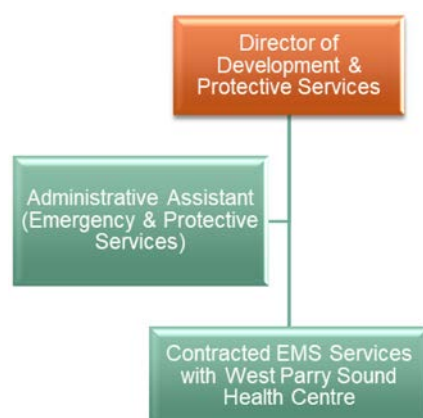 Director of
Development &
Protective Services
Administrative Assistant
(Emergency & Protective
Services)
Contracted EMS Services
with West Parry Sound
Health Centre